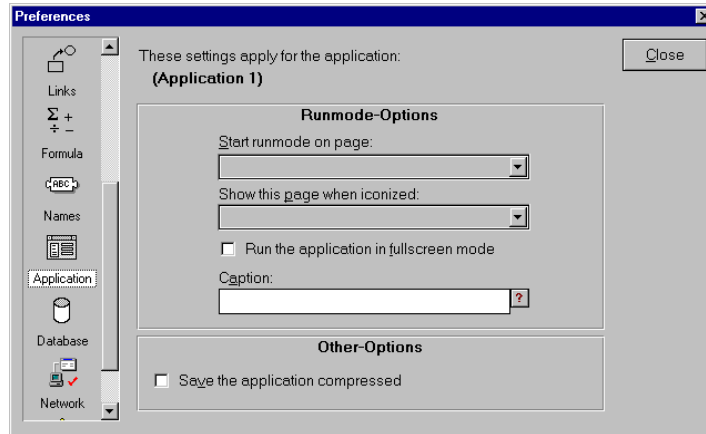 Preferences
Links
Formula
ABC
Names
Application
Database
Network
These settings apply for the application:
(Application 1)
Close
Runmode-Options
Start runmode on page:
Show this page when iconized:
Run the application in fullscreen mode
Caption:
?
Other-Options
Save the application compressed